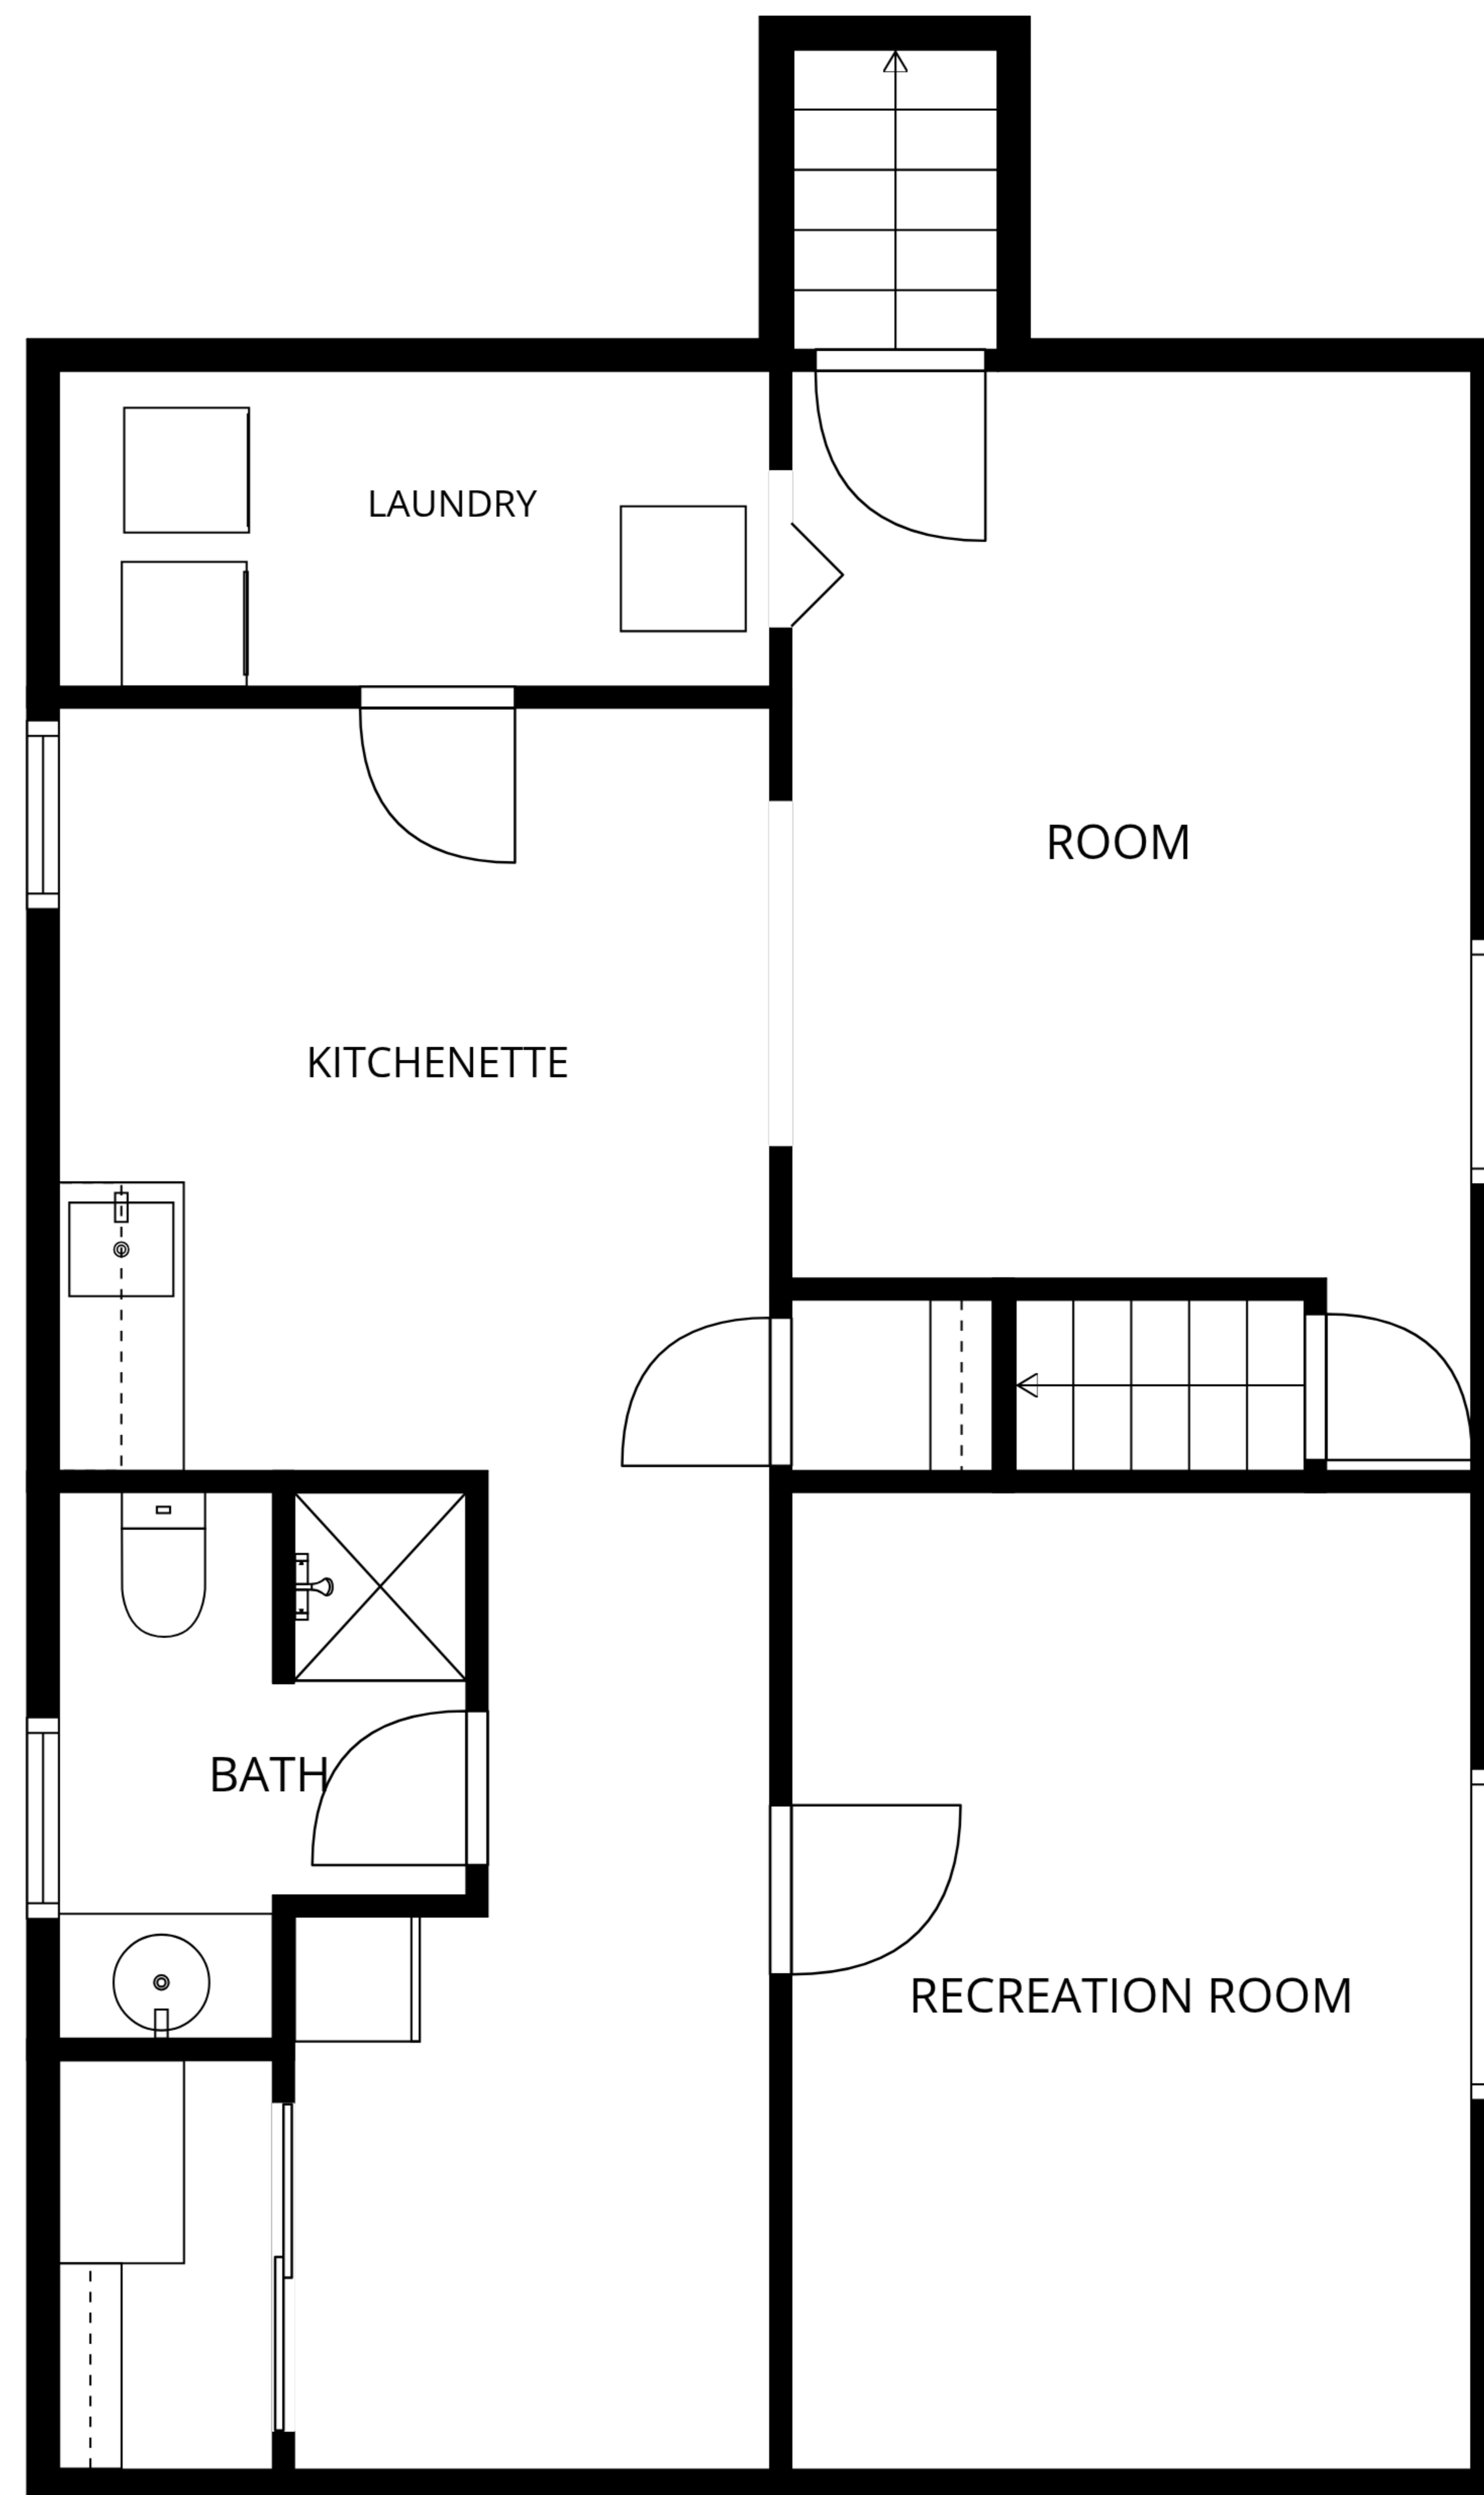 LAUNDRY
ROOM
KITCHENETTE
BATH
RECREATION ROOM